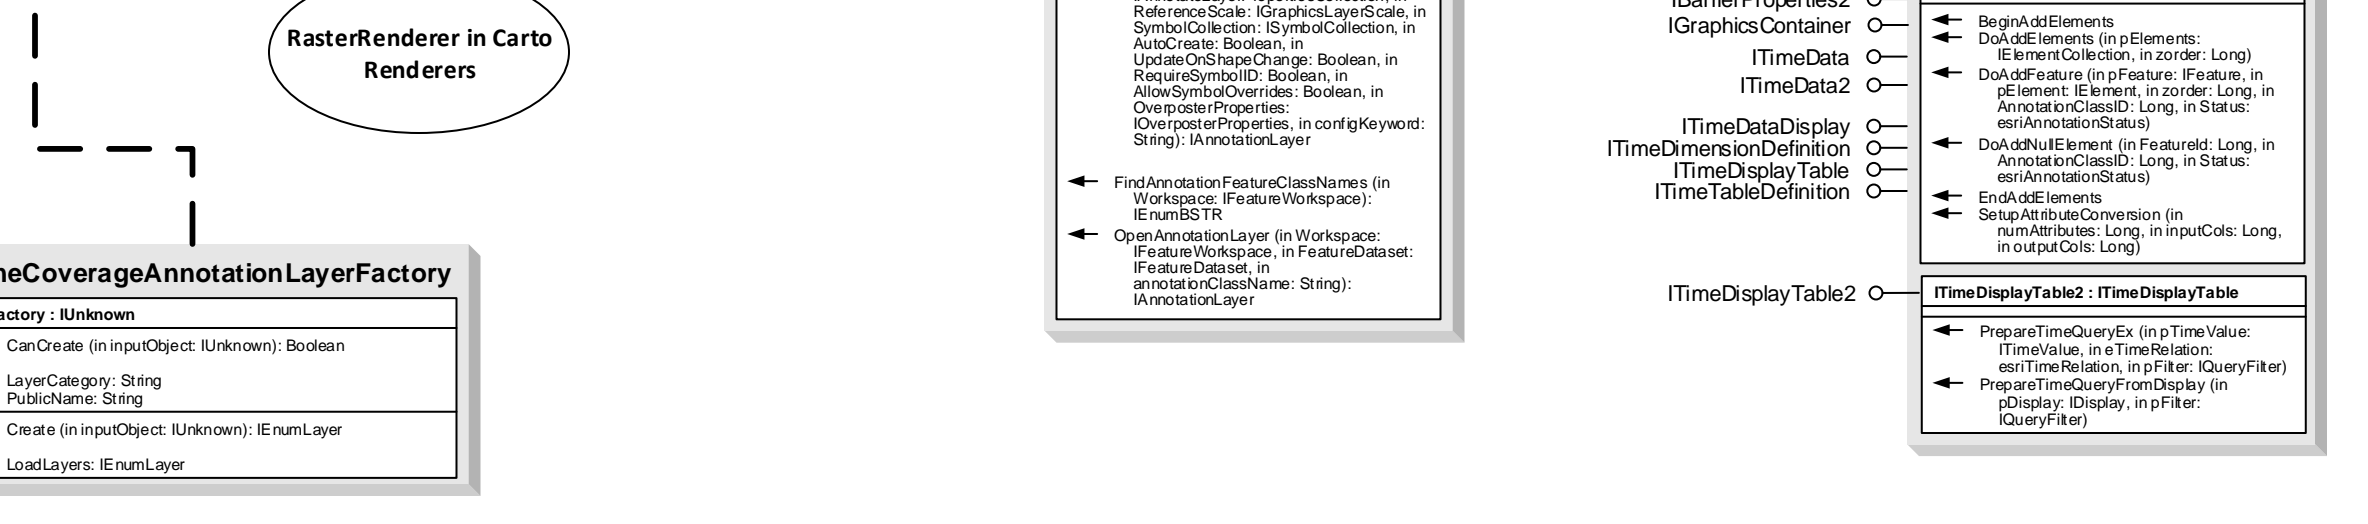 RasterRenderer in Carto
Renderers
neCoverageAnnotationLayerFactory
actory : IUnknown
CanCreate (in inputObject: IUnknown): Boolean
LayerCategory: String
PublicName: String
Create (in inputObject: IUnknown): IEnumLayer
LoadLayers: IEnumLayer
ReferenceScale: IGraphicsLayerScale, in
SymbolCollection: ISymbolCollection, in
AutoCreate: Boolean, in
UpdateOnShapeChange: Boolean, in
RequireSymbolID: Boolean, in
AllowSymbolOverrides: Boolean, in
OverposterProperties:
IOverposterProperties, in configKeyword:
String): IAnnotationLayer
FindAnnotationFeatureClassNames (in
Workspace: IFeatureWorkspace):
IEnumBSTR
OpenAnnotationLayer (in Workspace:
IFeatureWorkspace, in FeatureDataset:
IFeatureDataset, in
annotationClassName: String):
IAnnotationLayer
IBarrierProperties2
IGraphicsContainer
ITimeData
ITimeData2
ITimeDataDisplay
ITimeDimensionDefinition
ITimeDisplayTable
ITimeTableDefinition
BeginAddElements
DoAddElements (in pElements:
IElementCollection, in zorder: Long)
DoAddFeature (in pFeature: IFeature, in
pElement: IElement, in zorder: Long, in
AnnotationClassID: Long, in Status:
esriAnnotationStatus)
DoAddNullElement (in FeatureId: Long, in
AnnotationClassID: Long, in Status:
esriAnnotationStatus)
EndAddElements
SetupAttributeConversion (in
numAttributes: Long, in inputCols: Long,
in outputCols: Long)
ITimeDisplayTable2
ITimeDisplayTable2 : ITimeDisplayTable
PrepareTimeQueryEx (in pTimeValue:
ITimeValue, in eTimeRelation:
esriTimeRelation, in pFilter: IQueryFilter)
PrepareTimeQueryFromDisplay (in
pDisplay: IDisplay, in pFilter:
IQueryFilter)